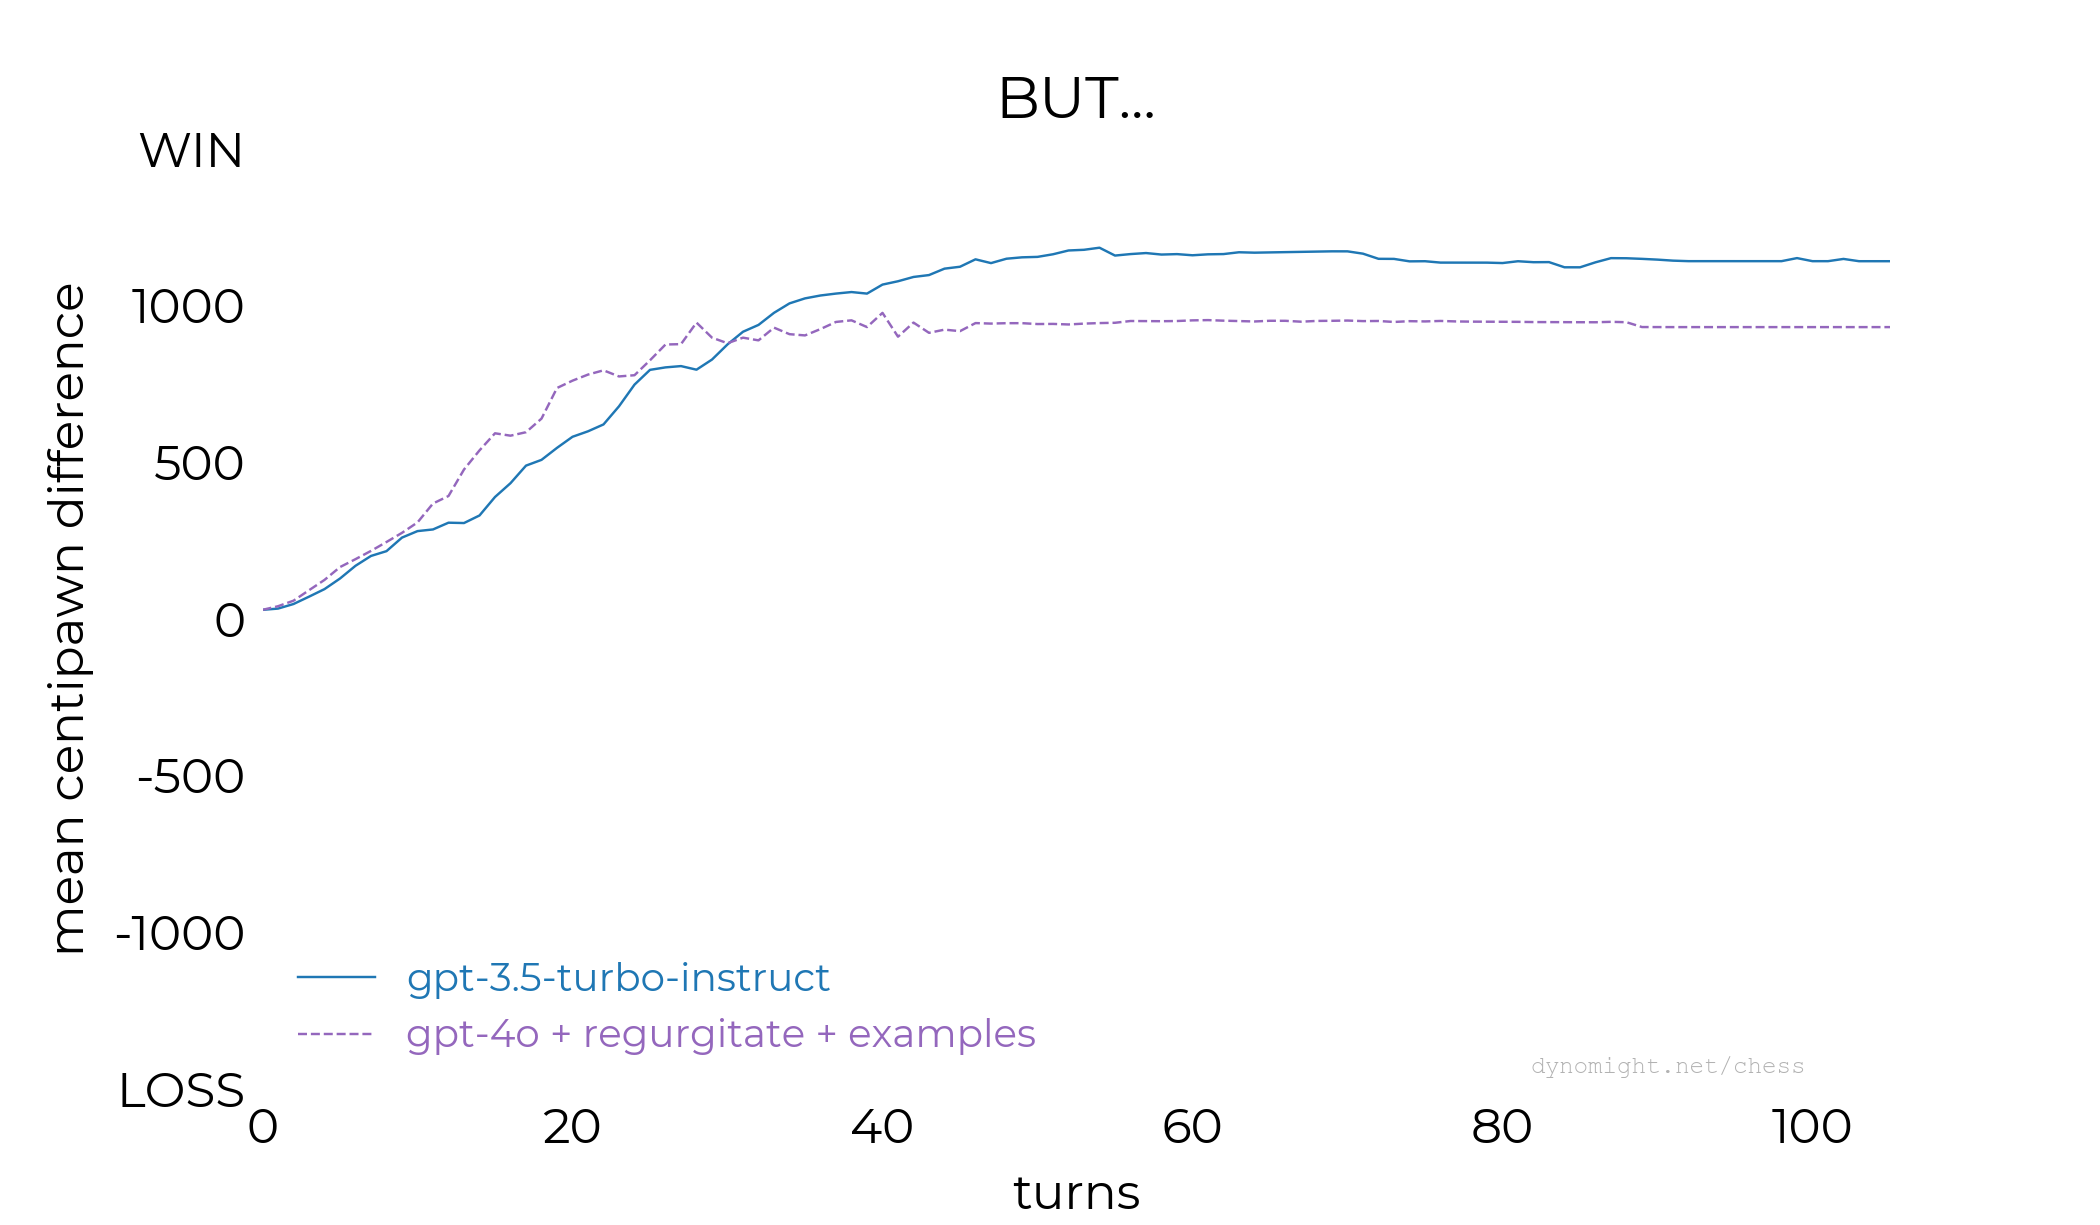 BUT...
WIN
1000
500
0
-500
-1000
LOSS
mean centipawn difference
gpt-3.5-turbo-instruct
gpt-4o + regurgitate + examples
dynomight.net/chess
0 20 40 60 80 100
turns